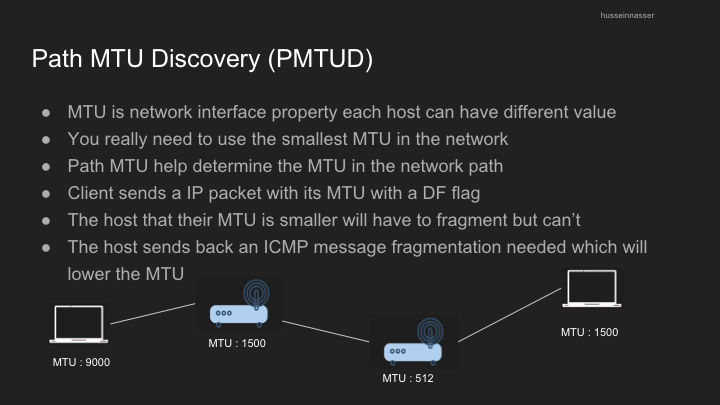 husseinnasser
Path MTU Discovery (PMTUD)
● MTU is network interface property each host can have different value
● You really need to use the smallest MTU in the network
● Path MTU help determine the MTU in the network path
● Client sends a IP packet with its MTU with a DF flag
● The host that their MTU is smaller will have to fragment but can't
● The host sends back an ICMP message fragmentation needed which will
lower the MTU
MTU : 9000
MTU : 1500
MTU : 512
MTU : 1500